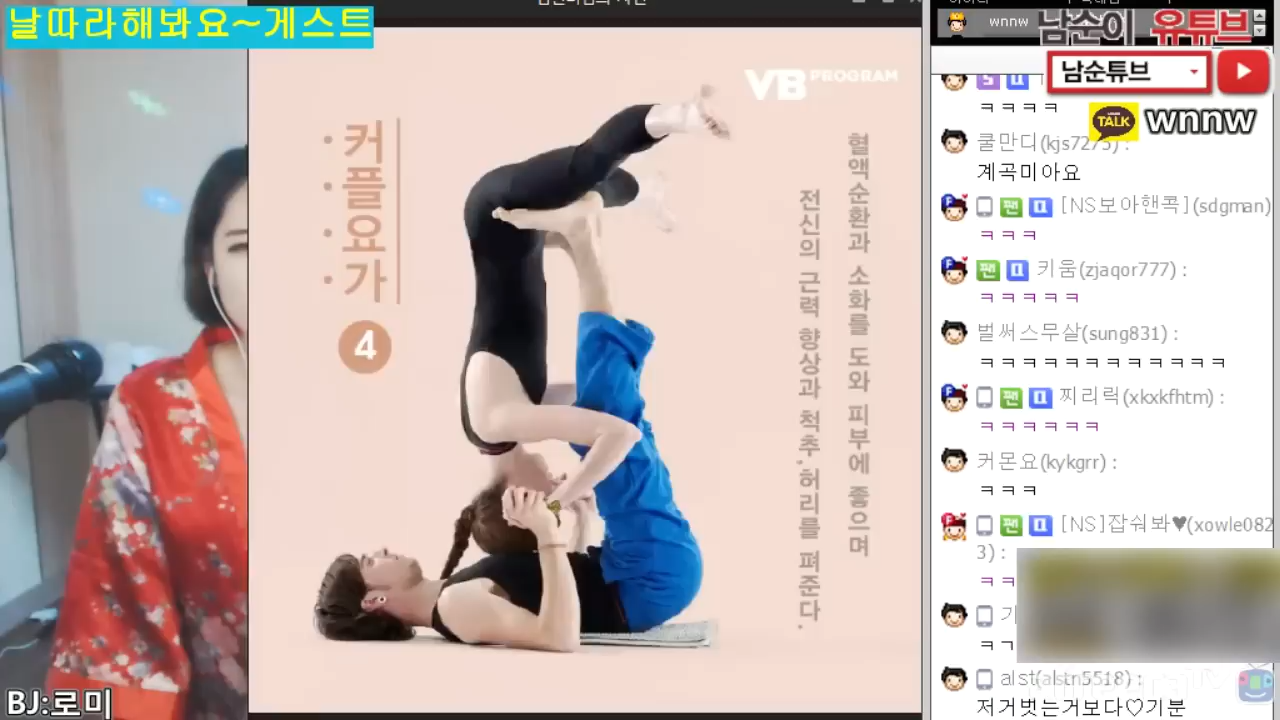 날따라해봐요~게스트
BJ:로미
VB PROGRAM
커플요가
4
혈액순환과 소화를 도와 피부에 좋으며
전신의 근력 향상과 척추,허리를 펴준다.
wnnw
남순이 유튜브
남순튜브
TALK wnnw
ㅋㅋㅋㅋ
쿨만디(kjs7275) :
계곡미아요
[NS보아핸콕](sdgman)
ㅋㅋㅋ
키움(zjaqor777) :
ㅋㅋㅋㅋㅋ
벌써스무살(sung831) :
ㅋㅋㅋㅋㅋㅋㅋㅋㅋㅋㅋ
찌리릭(xkxkfhtm) :
ㅋㅋㅋㅋㅋㅋ
커몬요(kykgrr) :
ㅋㅋㅋ
[NS]잡숴봐♥(xowle082
3) :
ㅋㅋ
alst(alstn5518) :
저거벗는거보다♡기분